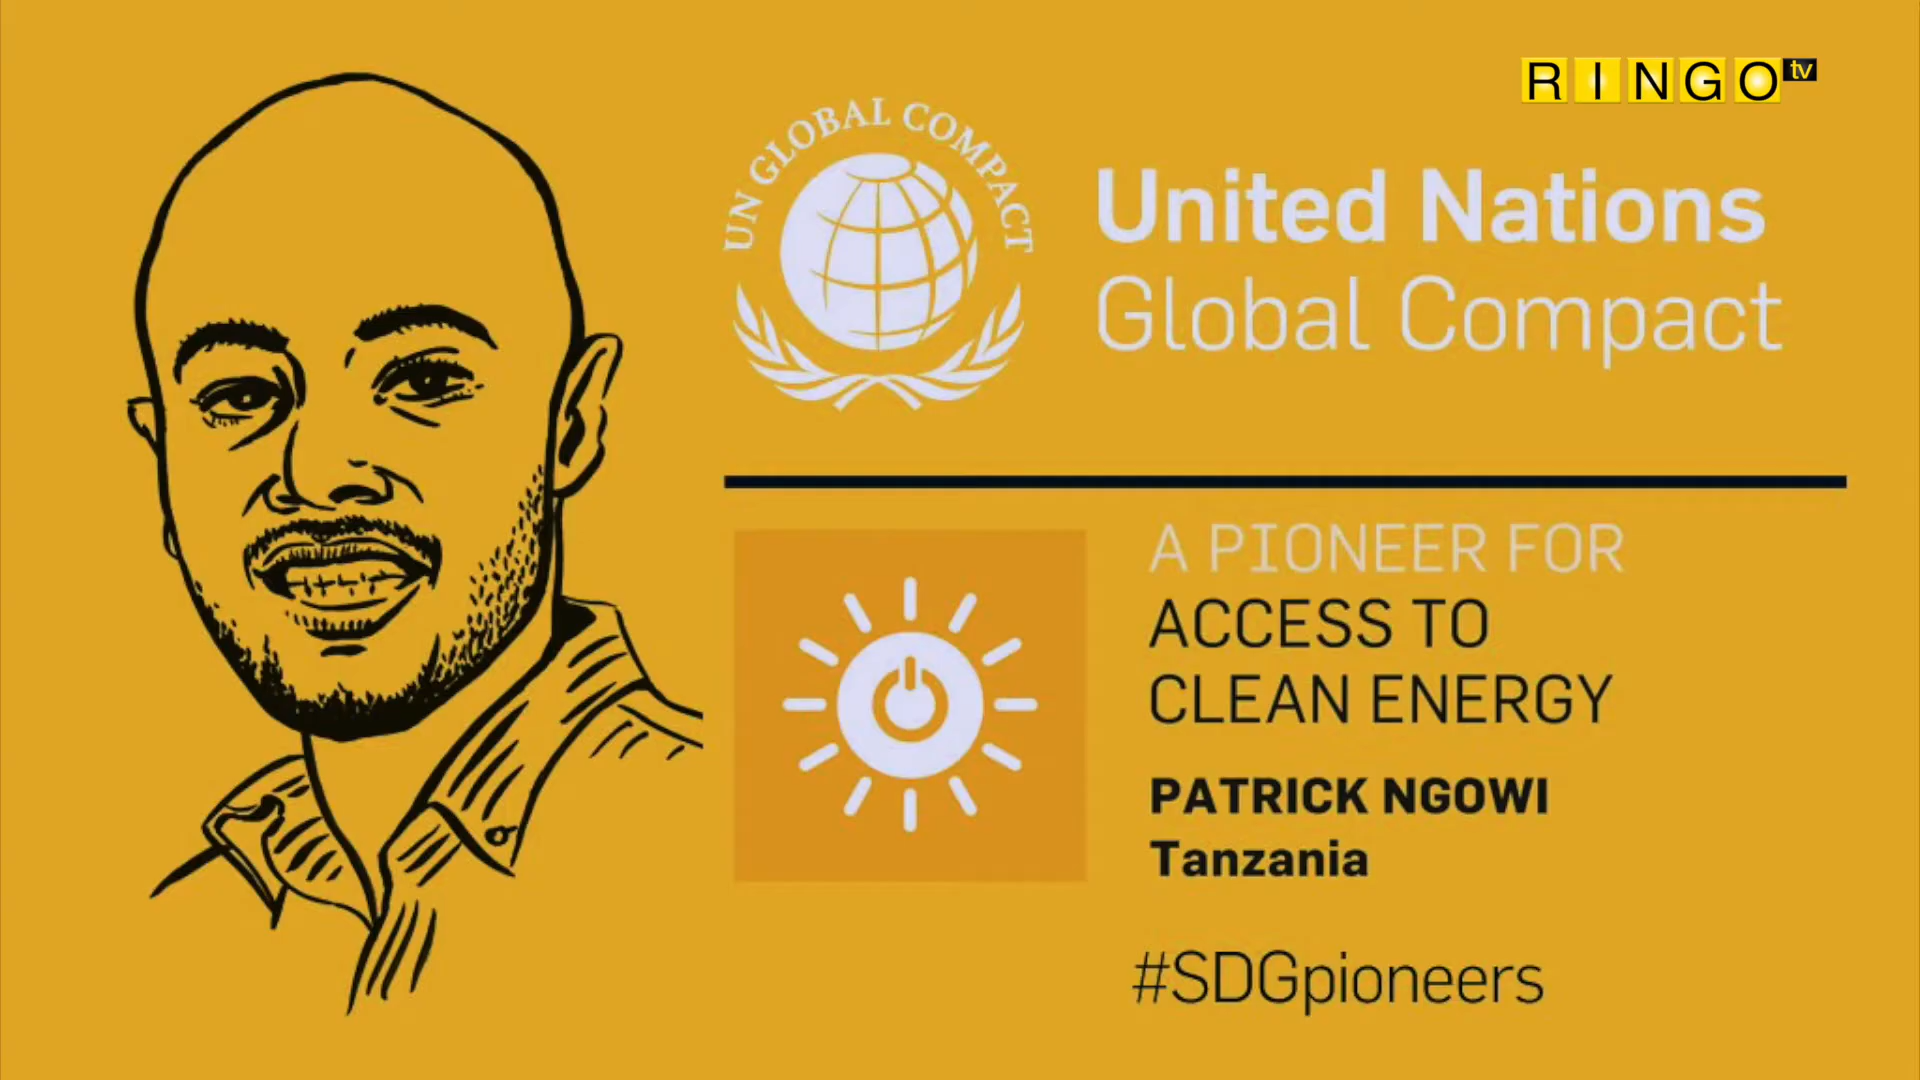 RINGO tv
UN GLOBAL COMPACT
United Nations
Global Compact
A PIONEER FOR
ACCESS TO
CLEAN ENERGY
PATRICK NGOWI
Tanzania
#SDGpioneers